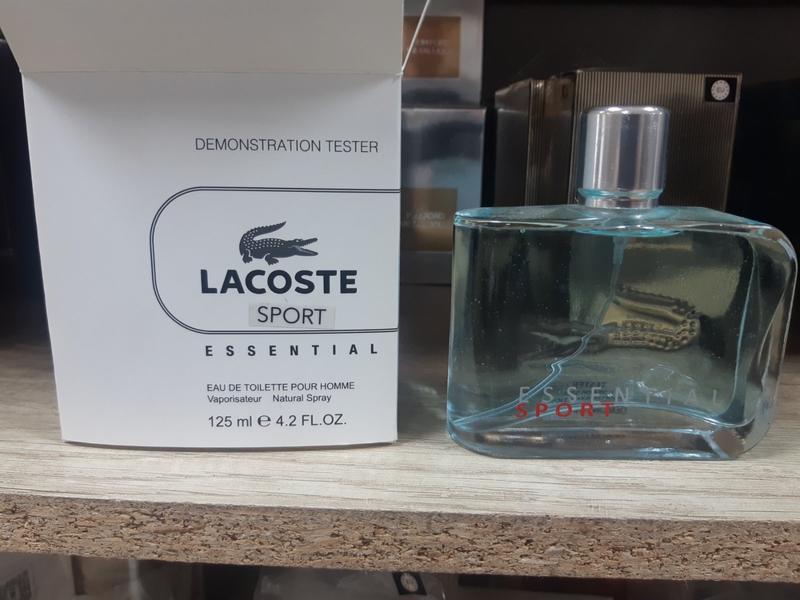 DEMONSTRATION TESTER
LACOSTE
SPORT
ESSENTIAL
EAU DE TOILETTE POUR HOMME
Vaporisateur Natural Spray
125 ml ℮ 4.2 FL.OZ.
ESSENTIAL
SPORT